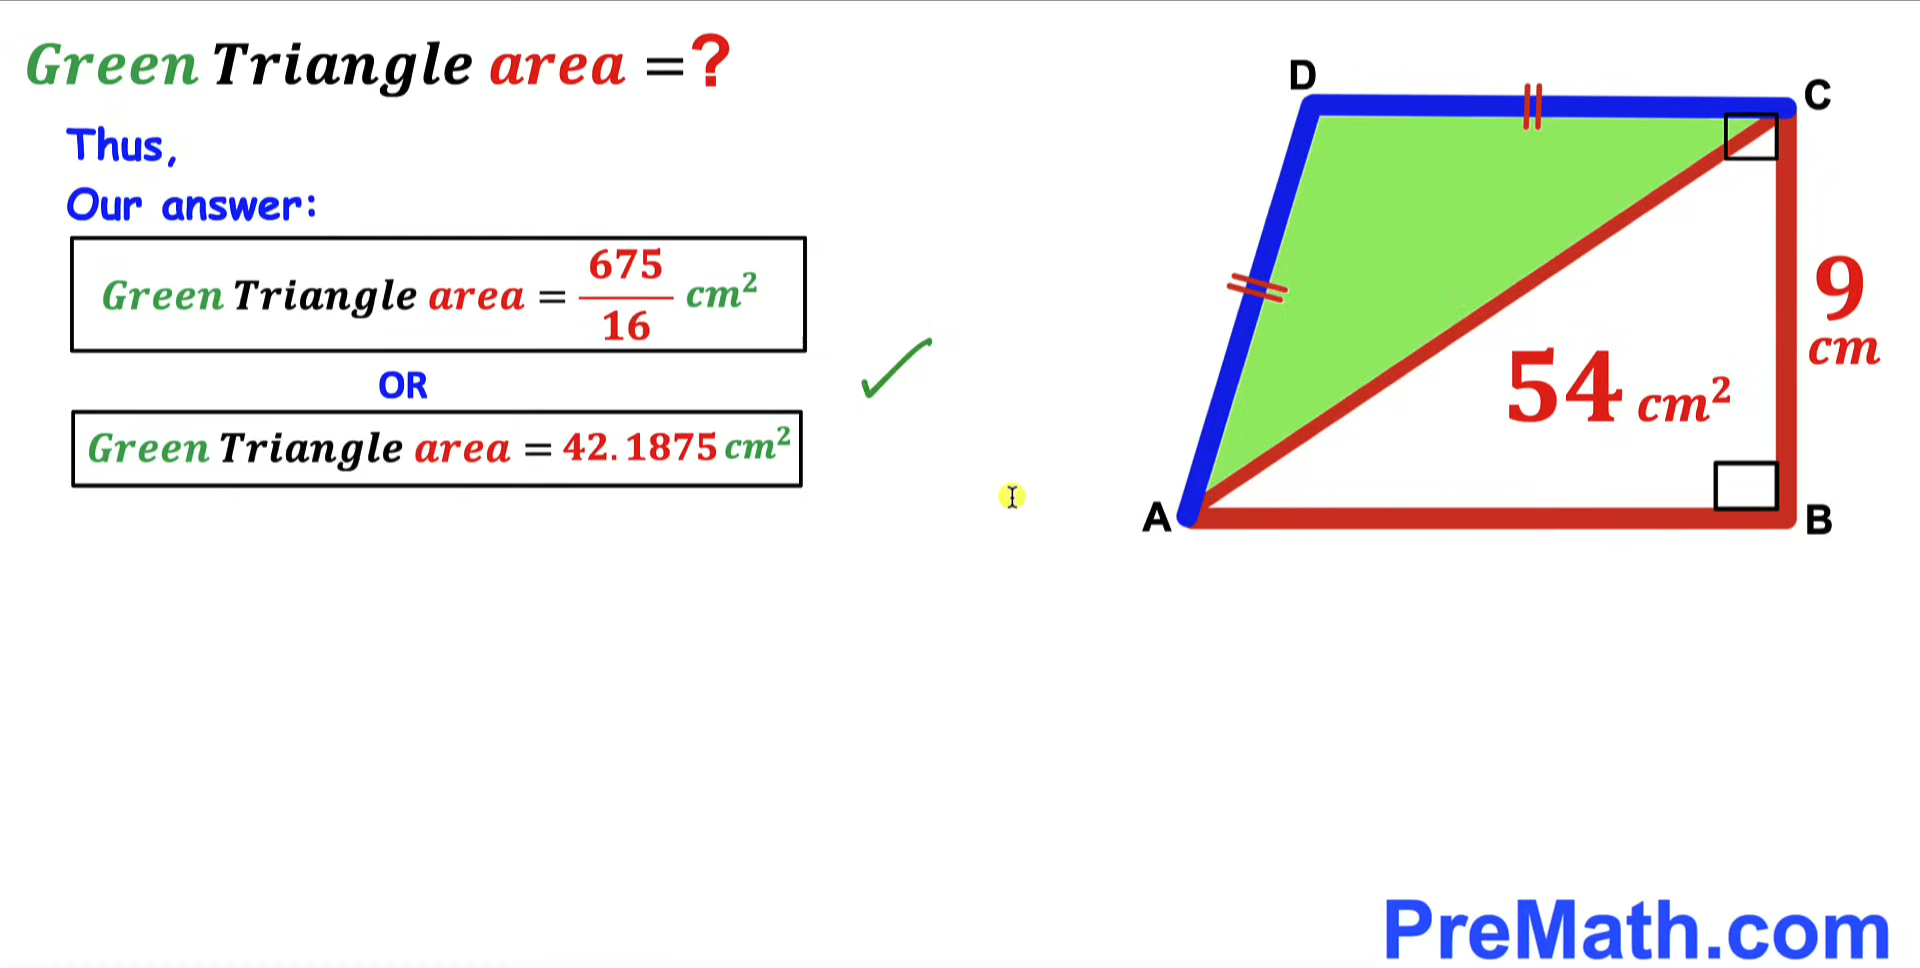 Green Triangle area = ?
Thus,
Our answer:
Green Triangle area = 675/16 cm²
OR
Green Triangle area = 42.1875 cm²
D
C
9
cm
54 cm²
A
B
PreMath.com